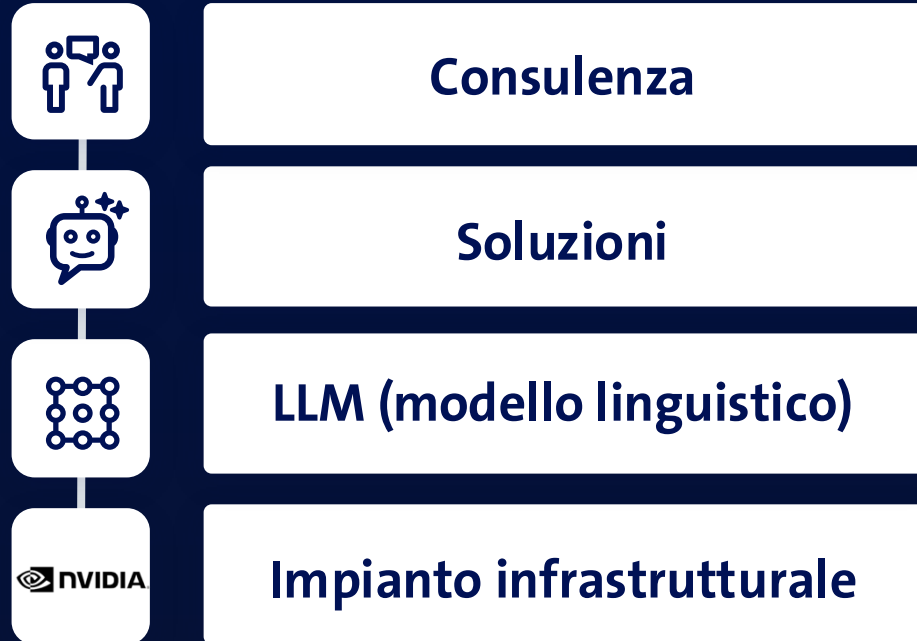 Consulenza
Soluzioni
LLM (modello linguistico)
NVIDIA
Impianto infrastrutturale